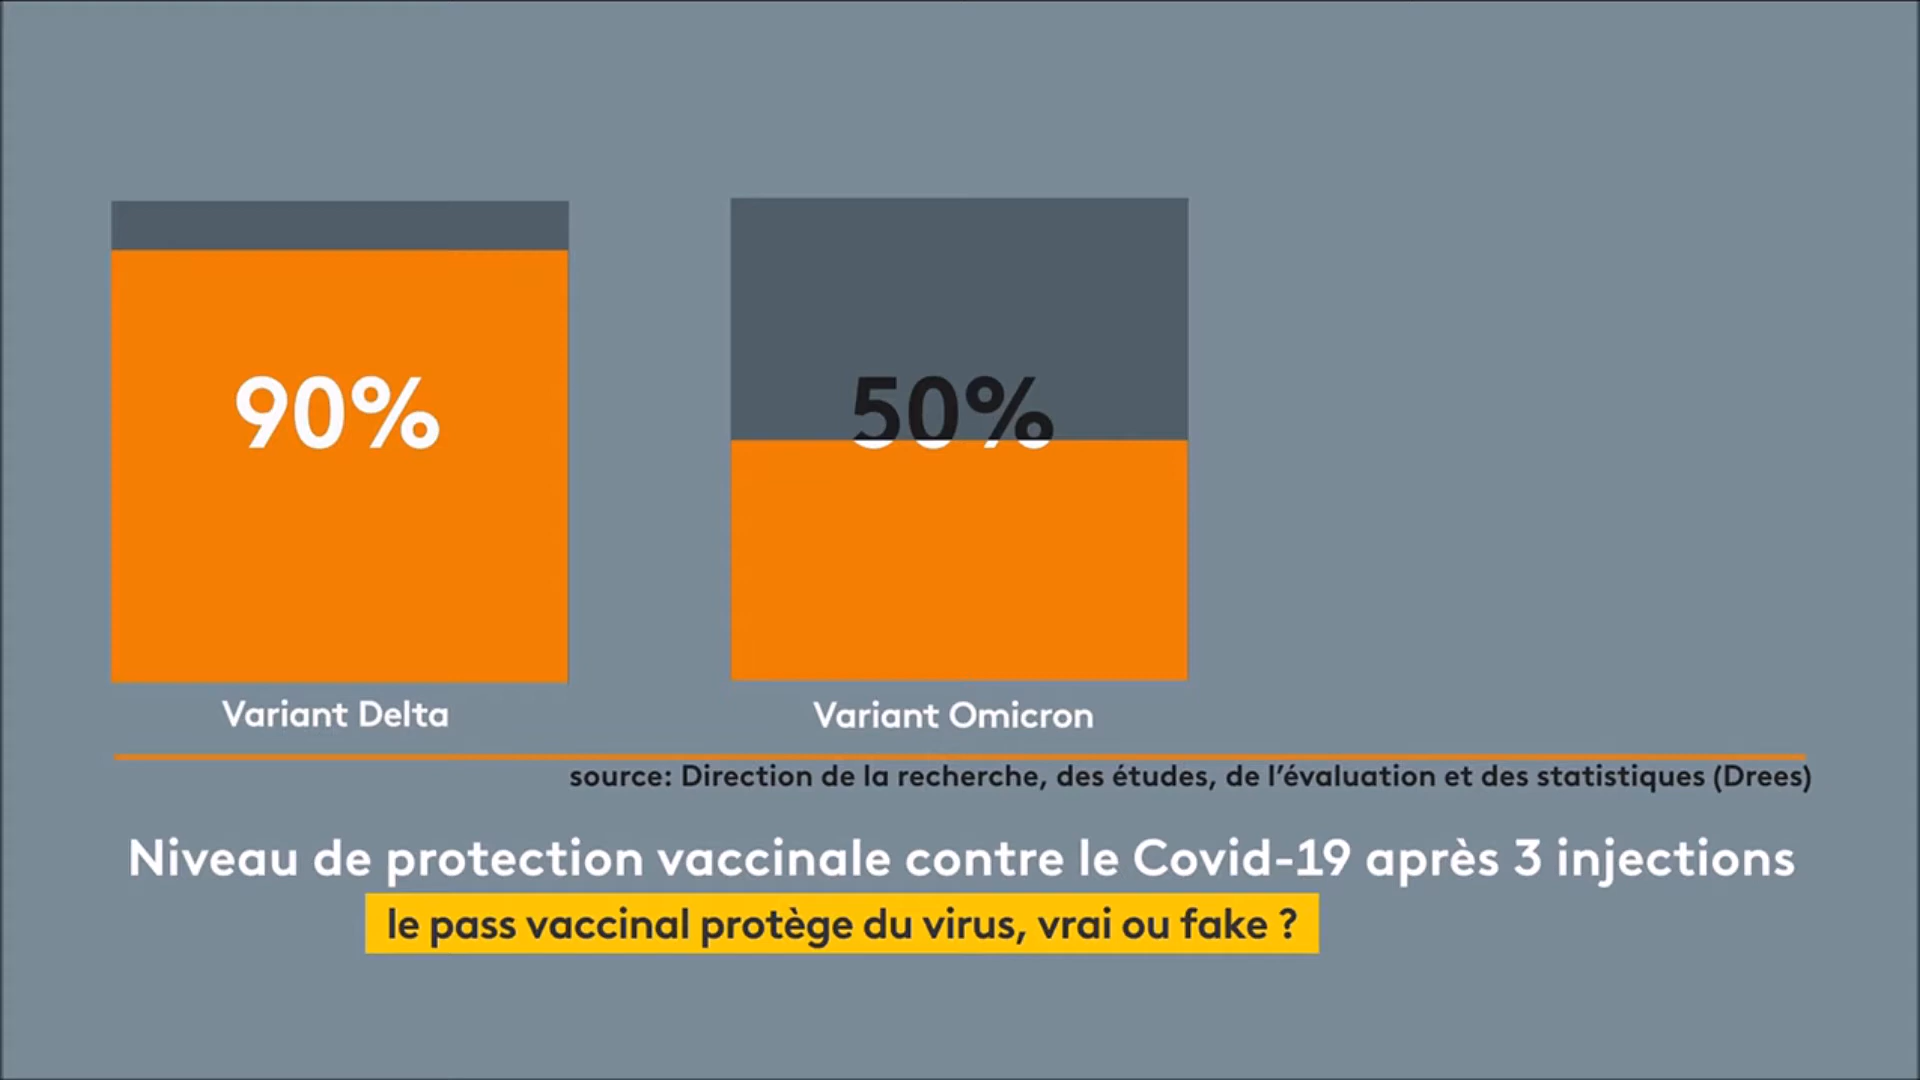 90%
50%
Variant Delta
Variant Omicron
source: Direction de la recherche, des études, de l'évaluation et des statistiques (Drees)
Niveau de protection vaccinale contre le Covid-19 après 3 injections
le pass vaccinal protège du virus, vrai ou fake ?